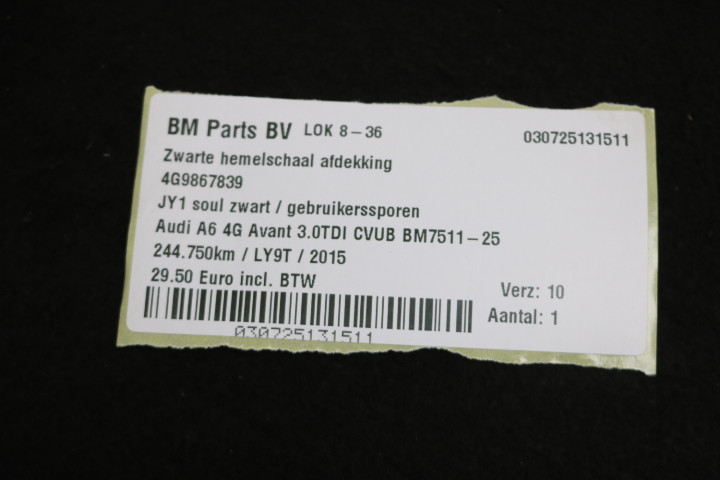 BM Parts BV LOK 8-36 030725131511
Zwarte hemelschaal afdekking
4G9867839
JY1 soul zwart / gebruikerssporen
Audi A6 4G Avant 3.0TDI CVUB BM7511-25
244.750km / LY9T / 2015
29.50 Euro incl. BTW
Verz: 10
Aantal: 1
030725131511